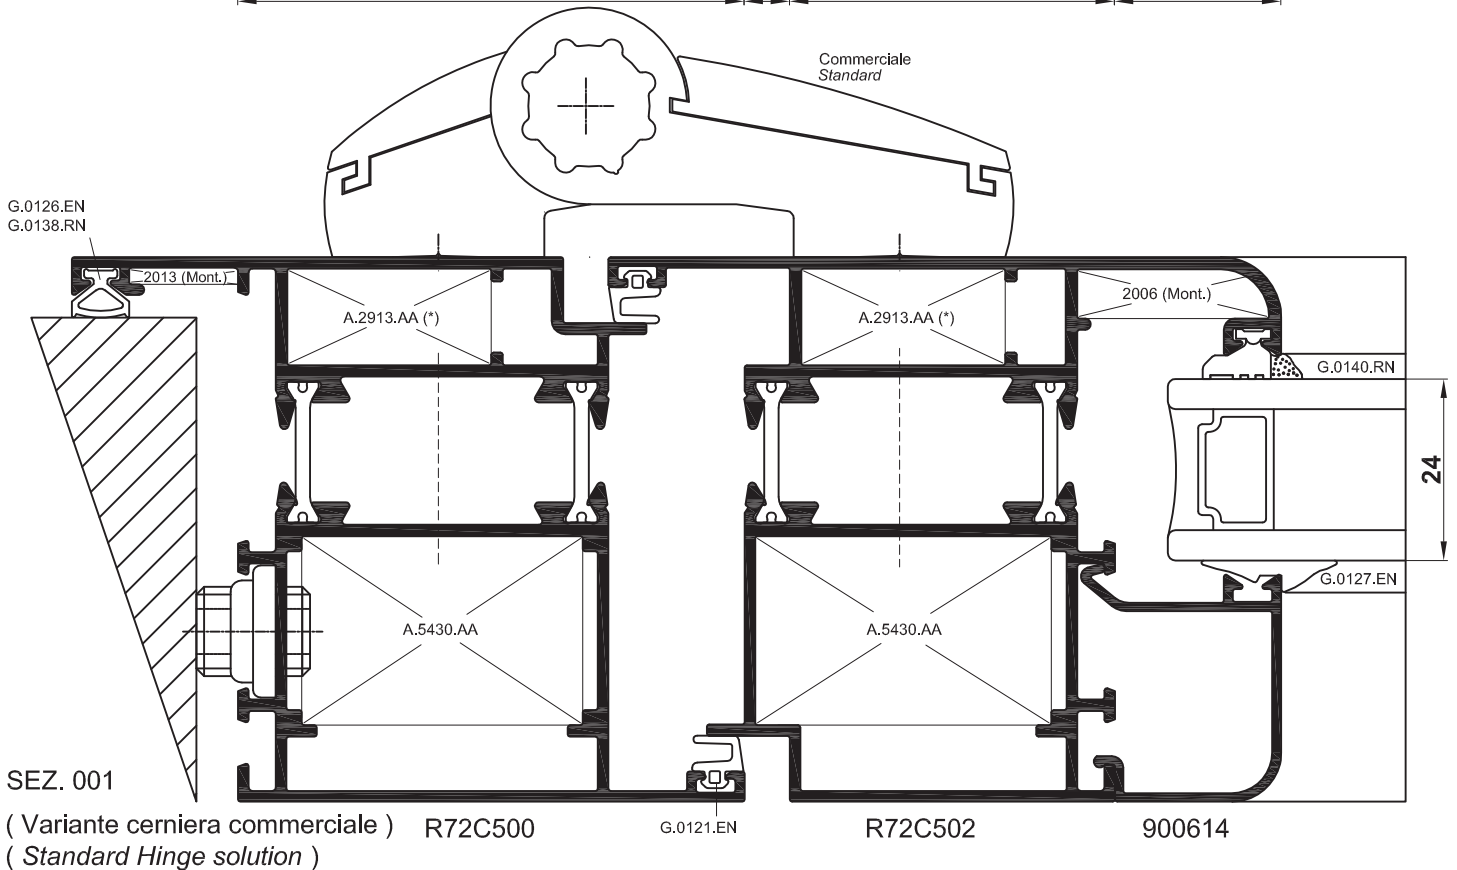 Commerciale
Standard
G.0126.EN
G.0138.RN
2013 (Mont.)
A.2913.AA (*)
A.2913.AA (*)
2006 (Mont.)
G.0140.RN
24
G.0127.EN
A.5430.AA
A.5430.AA
SEZ. 001
( Variante cerniera commerciale )
( Standard Hinge solution )
R72C500
G.0121.EN
R72C502
900614